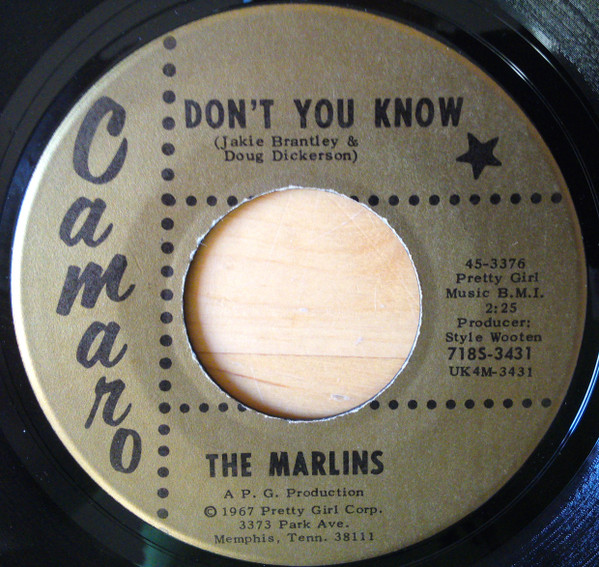 Camaro
DON'T YOU KNOW
(Jakie Brantley &
Doug Dickerson)
45-3376
Pretty Girl
Music B.M.I.
2:25
Producer:
Style Wooten
718S-3431
UK4M-3431
THE MARLINS
A P. G. Production
© 1967 Pretty Girl Corp.
3373 Park Ave.
Memphis, Tenn. 38111